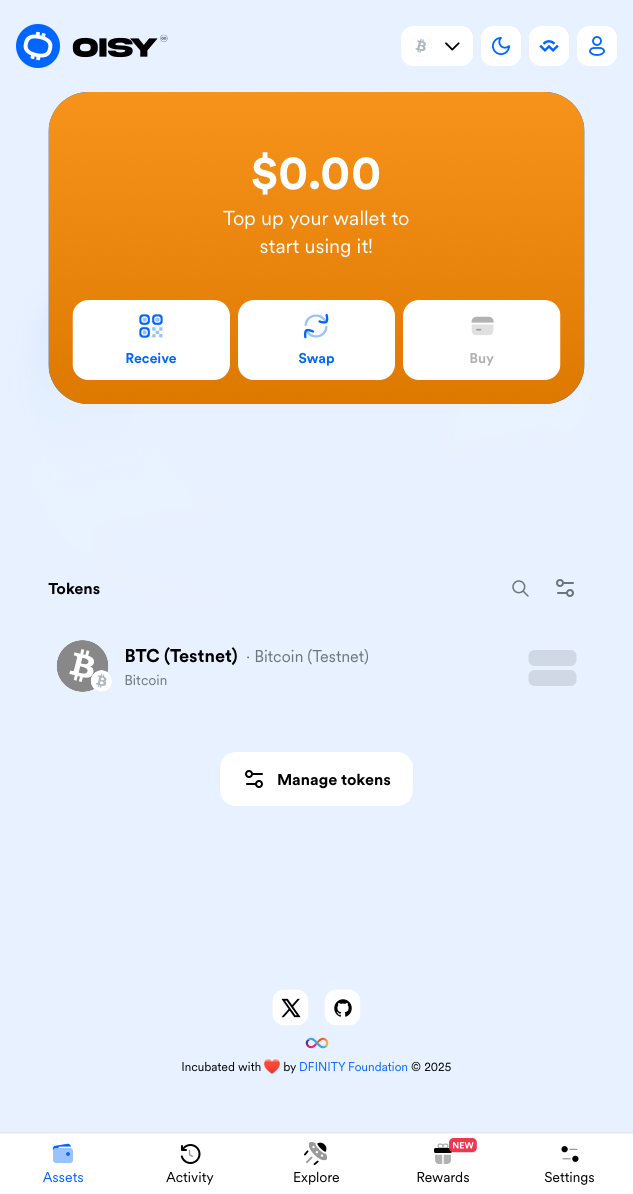 OISY
$0.00
Top up your wallet to
start using it!
Receive
Swap
Buy
Tokens
BTC (Testnet) · Bitcoin (Testnet)
Bitcoin
Manage tokens
Incubated with ❤️ by DFINITY Foundation © 2025
NEW
Assets
Activity
Explore
Rewards
Settings